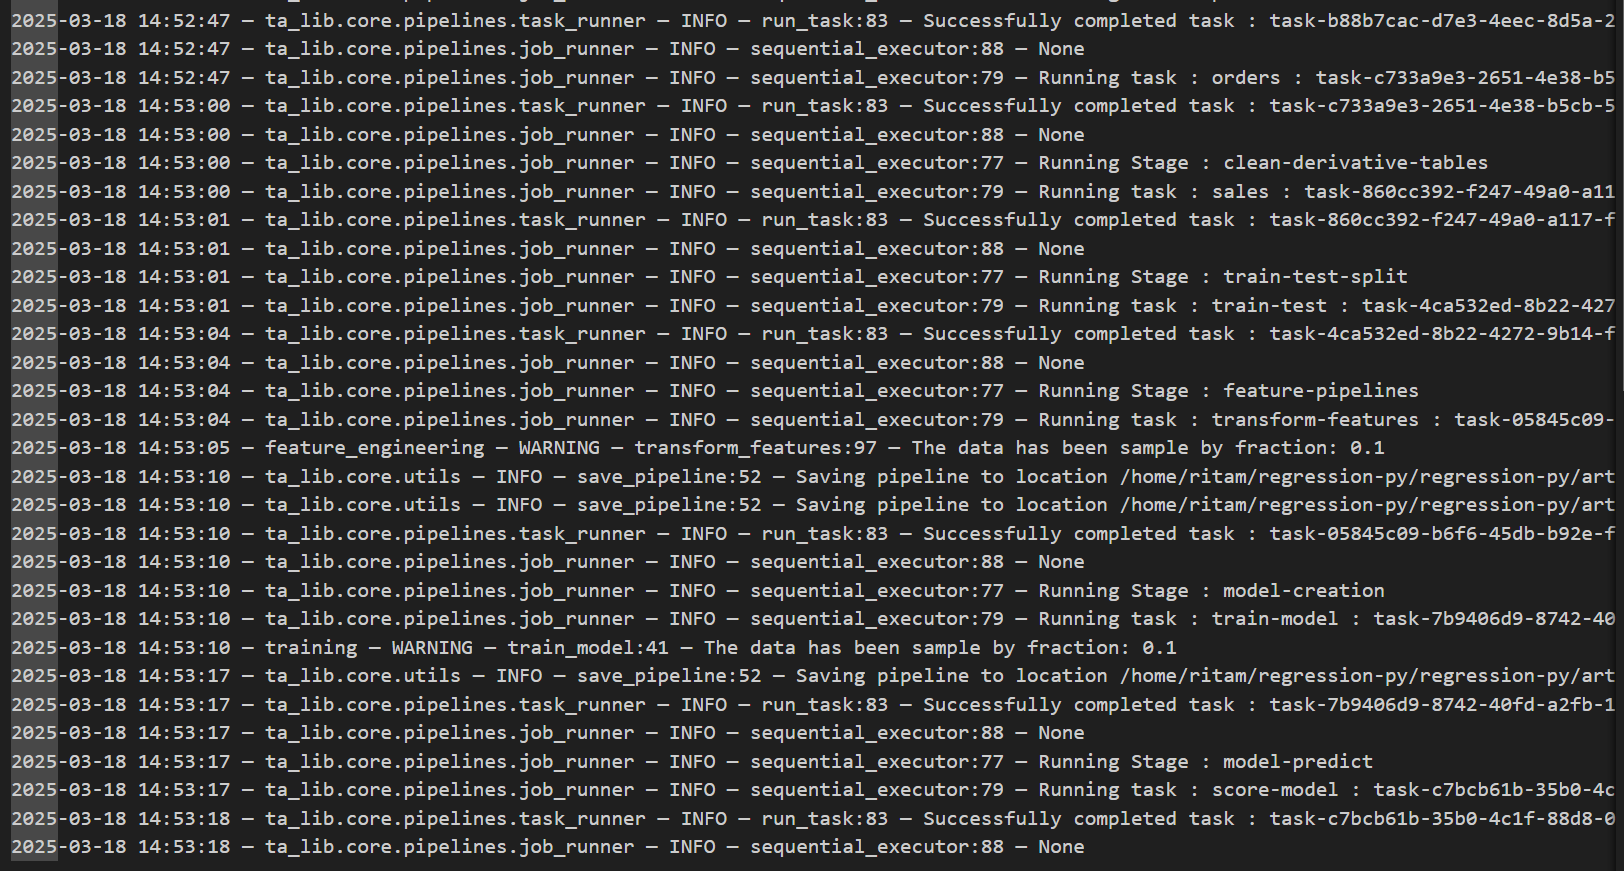 2025-03-18 14:52:47 — ta_lib.core.pipelines.task_runner — INFO — run_task:83 — Successfully completed task : task-b88b7cac-d7e3-4eec-8d5a-2
2025-03-18 14:52:47 — ta_lib.core.pipelines.job_runner — INFO — sequential_executor:88 — None
2025-03-18 14:52:47 — ta_lib.core.pipelines.job_runner — INFO — sequential_executor:79 — Running task : orders : task-c733a9e3-2651-4e38-b5
2025-03-18 14:53:00 — ta_lib.core.pipelines.task_runner — INFO — run_task:83 — Successfully completed task : task-c733a9e3-2651-4e38-b5cb-5
2025-03-18 14:53:00 — ta_lib.core.pipelines.job_runner — INFO — sequential_executor:88 — None
2025-03-18 14:53:00 — ta_lib.core.pipelines.job_runner — INFO — sequential_executor:77 — Running Stage : clean-derivative-tables
2025-03-18 14:53:00 — ta_lib.core.pipelines.job_runner — INFO — sequential_executor:79 — Running task : sales : task-860cc392-f247-49a0-a11
2025-03-18 14:53:01 — ta_lib.core.pipelines.task_runner — INFO — run_task:83 — Successfully completed task : task-860cc392-f247-49a0-a117-f
2025-03-18 14:53:01 — ta_lib.core.pipelines.job_runner — INFO — sequential_executor:88 — None
2025-03-18 14:53:01 — ta_lib.core.pipelines.job_runner — INFO — sequential_executor:77 — Running Stage : train-test-split
2025-03-18 14:53:01 — ta_lib.core.pipelines.job_runner — INFO — sequential_executor:79 — Running task : train-test : task-4ca532ed-8b22-427
2025-03-18 14:53:04 — ta_lib.core.pipelines.task_runner — INFO — run_task:83 — Successfully completed task : task-4ca532ed-8b22-4272-9b14-f
2025-03-18 14:53:04 — ta_lib.core.pipelines.job_runner — INFO — sequential_executor:88 — None
2025-03-18 14:53:04 — ta_lib.core.pipelines.job_runner — INFO — sequential_executor:77 — Running Stage : feature-pipelines
2025-03-18 14:53:04 — ta_lib.core.pipelines.job_runner — INFO — sequential_executor:79 — Running task : transform-features : task-05845c09-
2025-03-18 14:53:05 — feature_engineering — WARNING — transform_features:97 — The data has been sample by fraction: 0.1
2025-03-18 14:53:10 — ta_lib.core.utils — INFO — save_pipeline:52 — Saving pipeline to location /home/ritam/regression-py/regression-py/art
2025-03-18 14:53:10 — ta_lib.core.utils — INFO — save_pipeline:52 — Saving pipeline to location /home/ritam/regression-py/regression-py/art
2025-03-18 14:53:10 — ta_lib.core.pipelines.task_runner — INFO — run_task:83 — Successfully completed task : task-05845c09-b6f6-45db-b92e-f
2025-03-18 14:53:10 — ta_lib.core.pipelines.job_runner — INFO — sequential_executor:88 — None
2025-03-18 14:53:10 — ta_lib.core.pipelines.job_runner — INFO — sequential_executor:77 — Running Stage : model-creation
2025-03-18 14:53:10 — ta_lib.core.pipelines.job_runner — INFO — sequential_executor:79 — Running task : train-model : task-7b9406d9-8742-40
2025-03-18 14:53:10 — training — WARNING — train_model:41 — The data has been sample by fraction: 0.1
2025-03-18 14:53:17 — ta_lib.core.utils — INFO — save_pipeline:52 — Saving pipeline to location /home/ritam/regression-py/regression-py/art
2025-03-18 14:53:17 — ta_lib.core.pipelines.task_runner — INFO — run_task:83 — Successfully completed task : task-7b9406d9-8742-40fd-a2fb-1
2025-03-18 14:53:17 — ta_lib.core.pipelines.job_runner — INFO — sequential_executor:88 — None
2025-03-18 14:53:17 — ta_lib.core.pipelines.job_runner — INFO — sequential_executor:77 — Running Stage : model-predict
2025-03-18 14:53:17 — ta_lib.core.pipelines.job_runner — INFO — sequential_executor:79 — Running task : score-model : task-c7bcb61b-35b0-4c
2025-03-18 14:53:18 — ta_lib.core.pipelines.task_runner — INFO — run_task:83 — Successfully completed task : task-c7bcb61b-35b0-4c1f-88d8-0
2025-03-18 14:53:18 — ta_lib.core.pipelines.job_runner — INFO — sequential_executor:88 — None